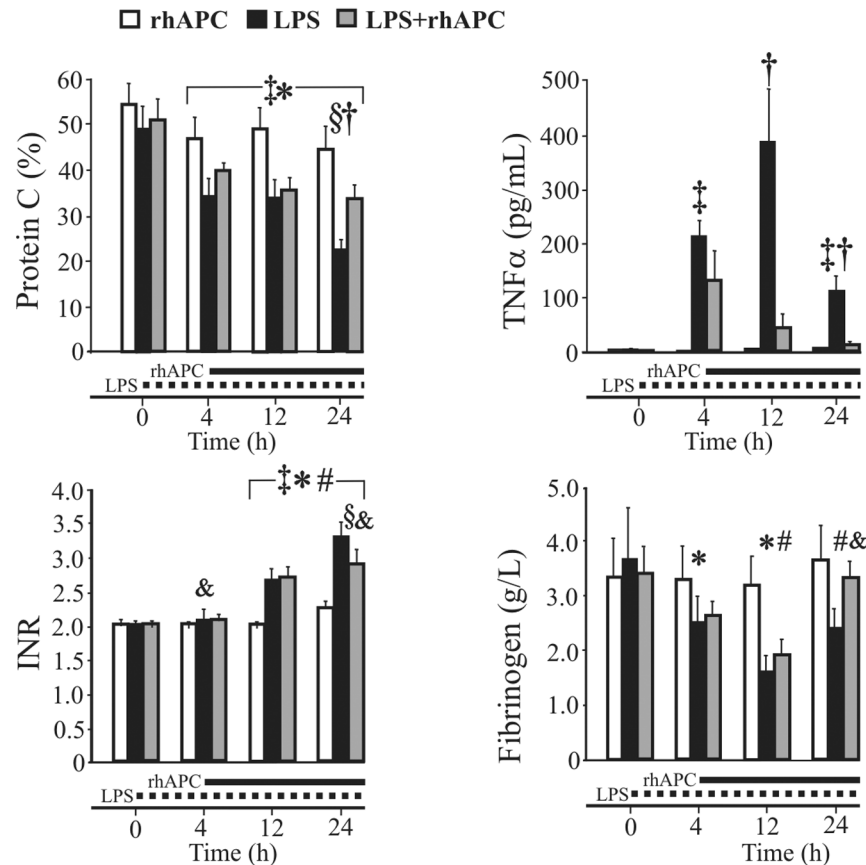 rhAPC LPS LPS+rhAPC
Protein C (%)
60
50
40
30
20
10
0
‡*
§†
rhAPC
LPS
0 4 12 24
Time (h)
TNFα (pg/mL)
500
400
300
200
100
0
‡
†
‡†
rhAPC
LPS
0 4 12 24
Time (h)
INR
4.0
3.5
3.0
2.5
2.0
1.5
1.0
0.5
0
&
‡*#
§&
rhAPC
LPS
0 4 12 24
Time (h)
Fibrinogen (g/L)
5.0
4.0
3.0
2.0
1.0
0
*
*#
#&
rhAPC
LPS
0 4 12 24
Time (h)